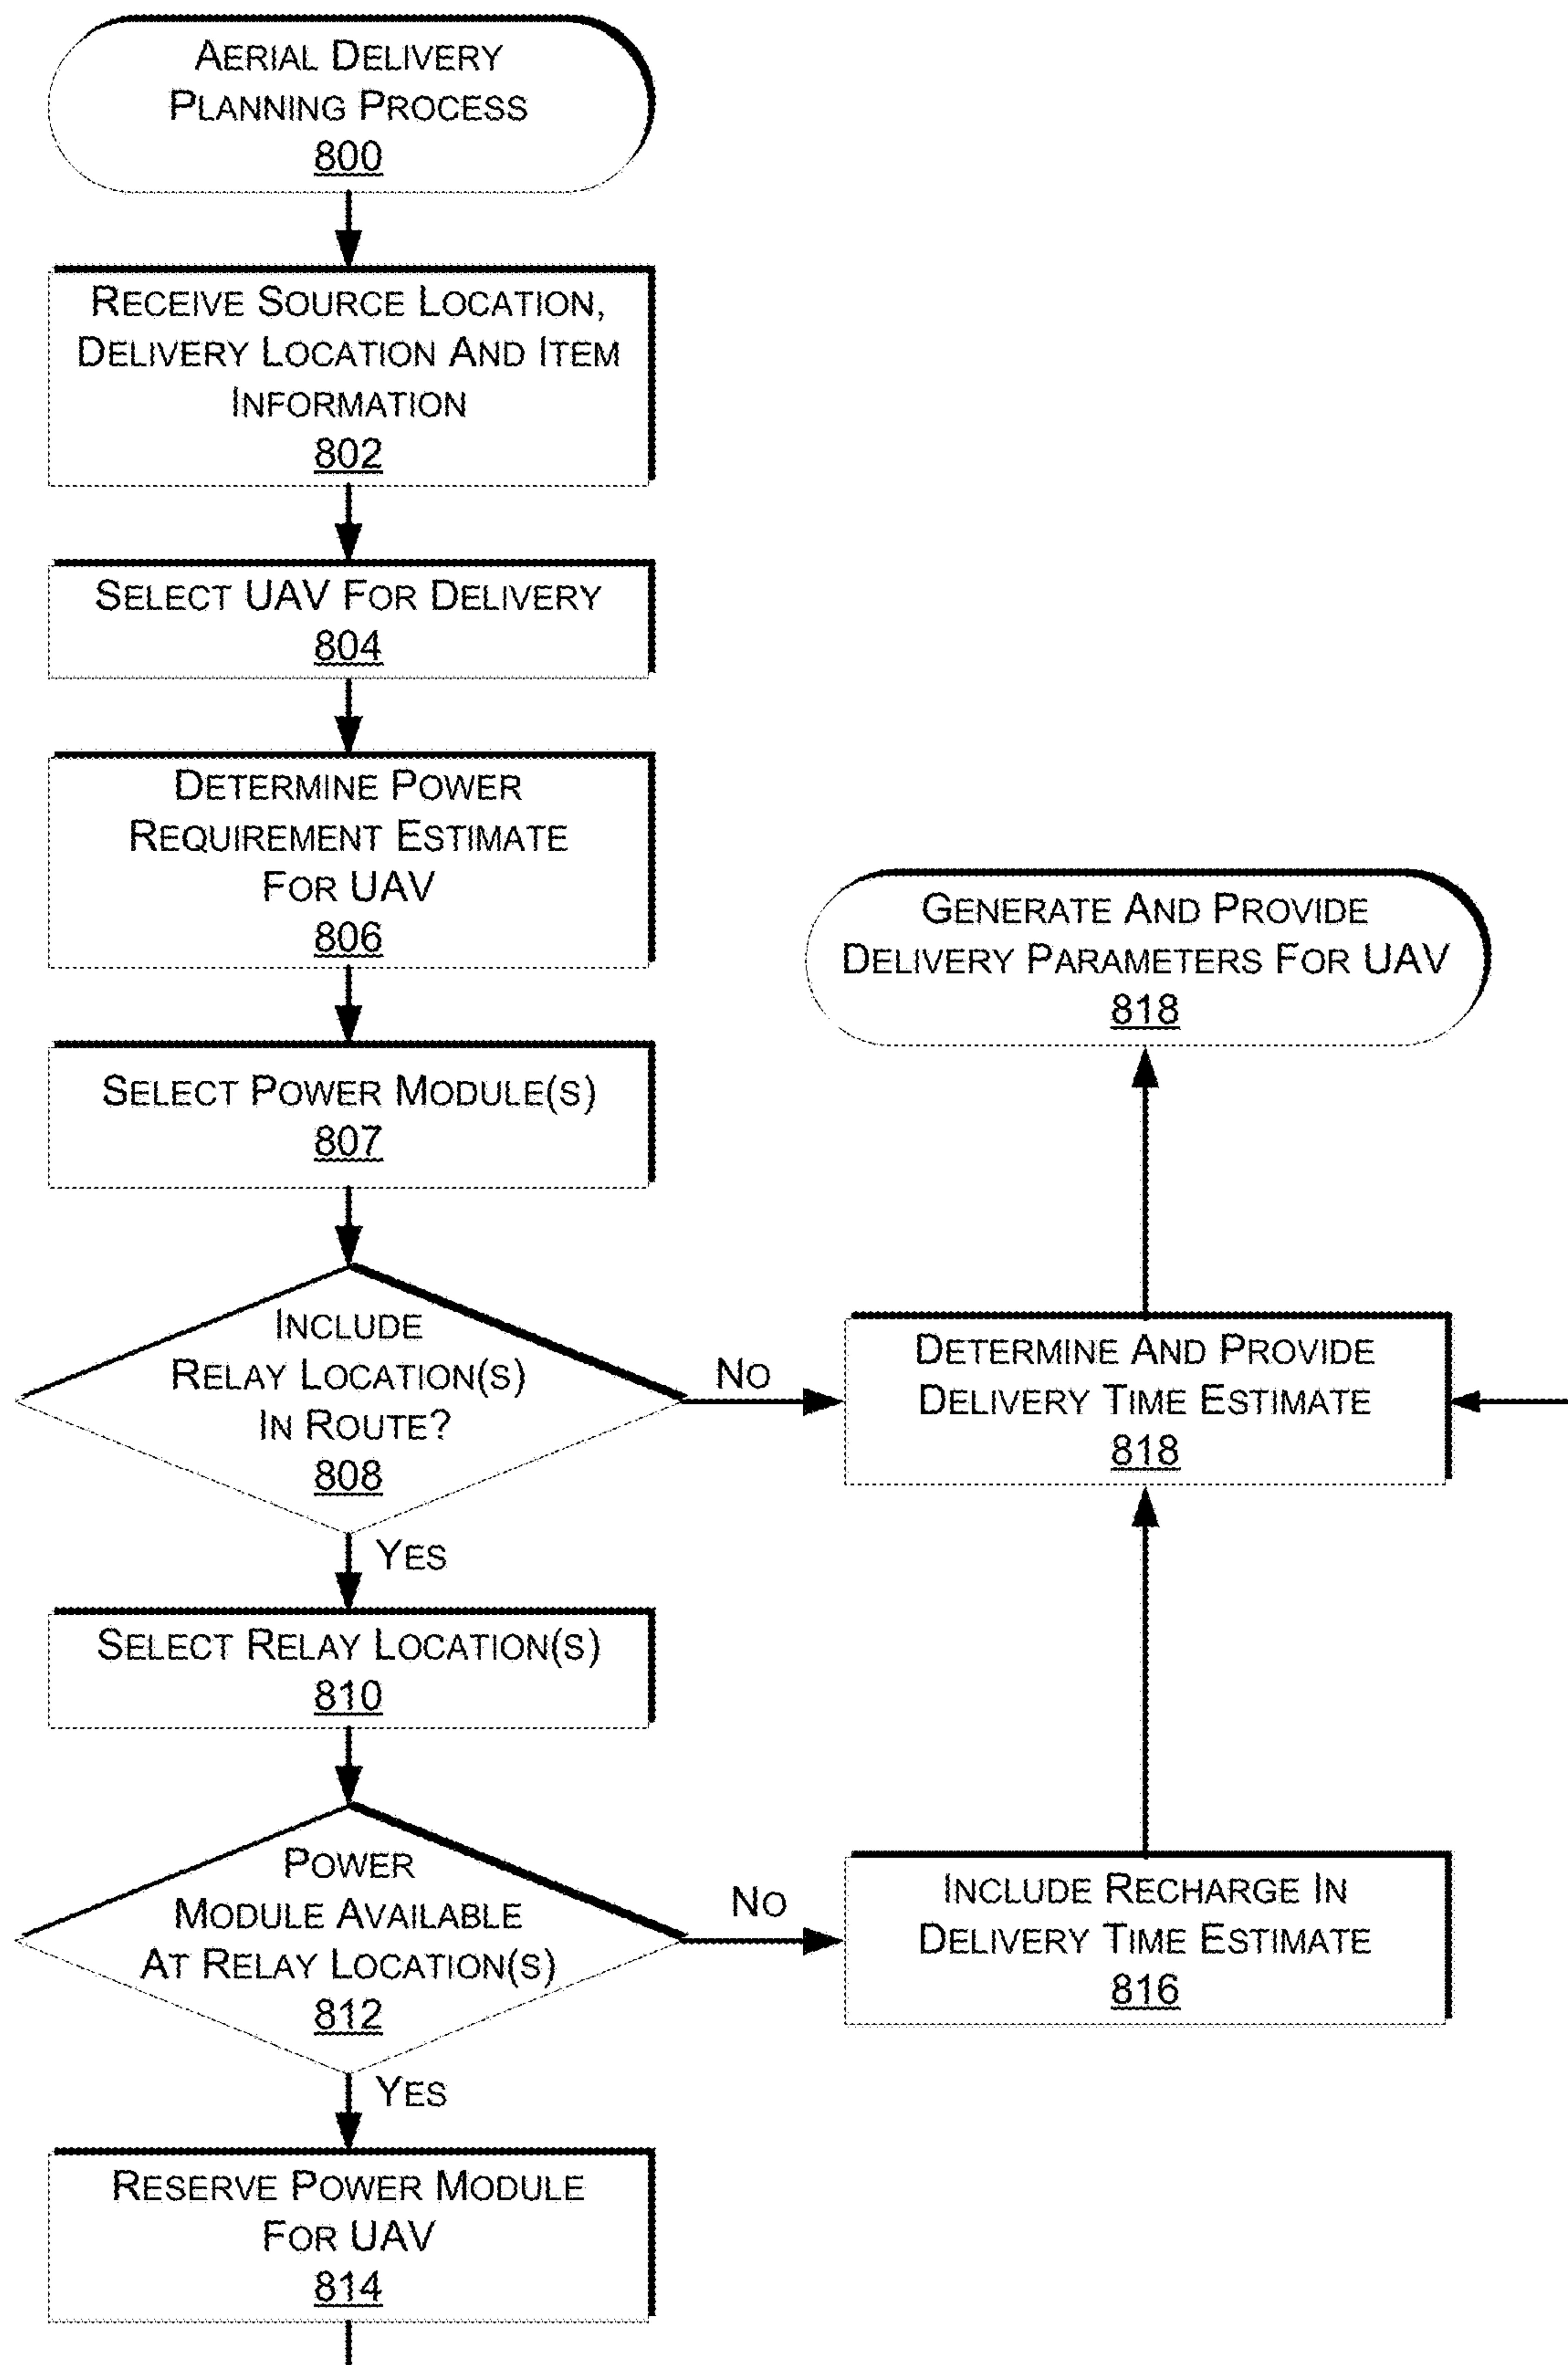 AERIAL DELIVERY
PLANNING PROCESS
800
RECEIVE SOURCE LOCATION,
DELIVERY LOCATION AND ITEM
INFORMATION
802
SELECT UAV FOR DELIVERY
804
DETERMINE POWER
REQUIREMENT ESTIMATE
FOR UAV
806
SELECT POWER MODULE(S)
807
INCLUDE
RELAY LOCATION(S)
IN ROUTE?
808
NO
YES
SELECT RELAY LOCATION(S)
810
POWER
MODULE AVAILABLE
AT RELAY LOCATION(S)
812
NO
YES
RESERVE POWER MODULE
FOR UAV
814
GENERATE AND PROVIDE
DELIVERY PARAMETERS FOR UAV
818
DETERMINE AND PROVIDE
DELIVERY TIME ESTIMATE
818
INCLUDE RECHARGE IN
DELIVERY TIME ESTIMATE
816